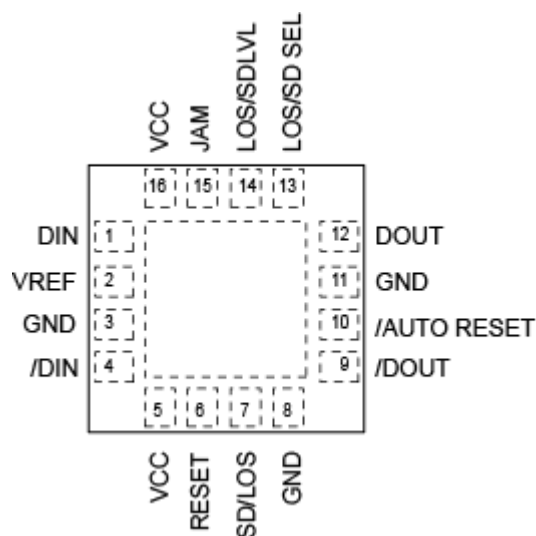 VCC
JAM
LOS/SDLVL
LOS/SD SEL
16
15
14
13
DIN 1
12 DOUT
VREF 2
11 GND
GND 3
10 /AUTO RESET
/DIN 4
9 /DOUT
5
6
7
8
VCC
RESET
SD/LOS
GND